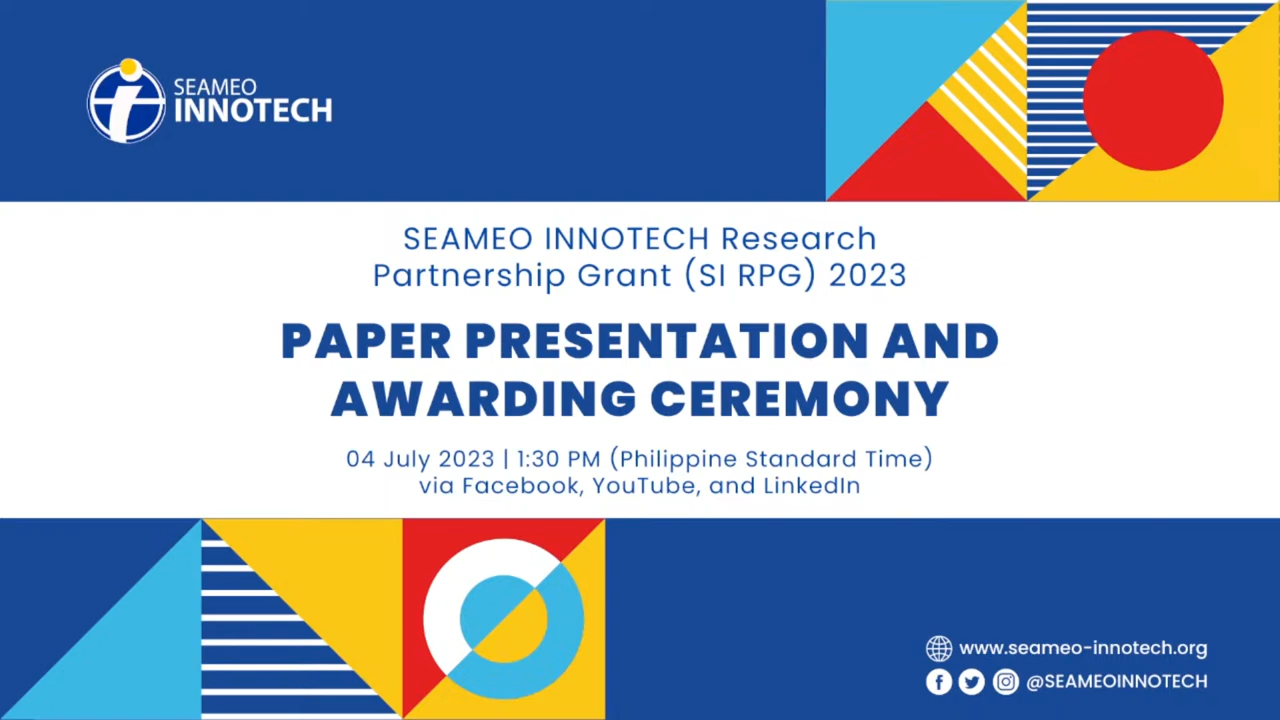 SEAMEO
INNOTECH
SEAMEO INNOTECH Research
Partnership Grant (SI RPG) 2023
PAPER PRESENTATION AND
AWARDING CEREMONY
04 July 2023 | 1:30 PM (Philippine Standard Time)
via Facebook, YouTube, and LinkedIn
www.seameo-innotech.org
@SEAMEOINNOTECH